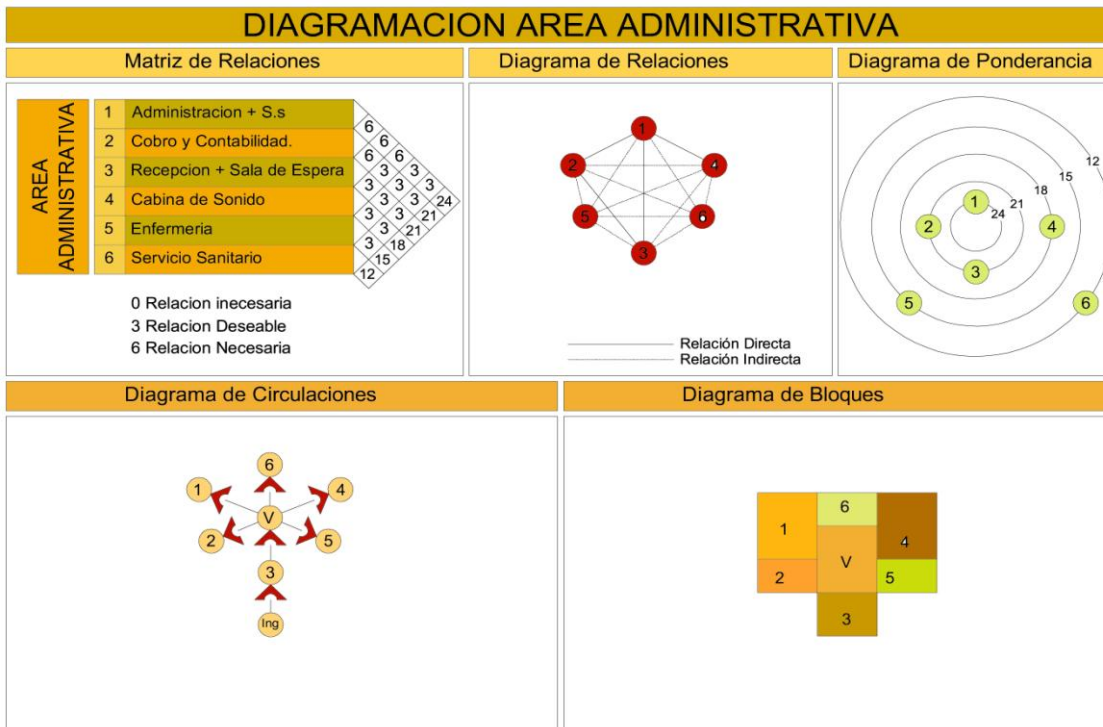 DIAGRAMACION AREA ADMINISTRATIVA
Matriz de Relaciones
Diagrama de Relaciones
Diagrama de Ponderancia
AREA
ADMINISTRATIVA
1 Administracion + S.s
2 Cobro y Contabilidad.
3 Recepcion + Sala de Espera
4 Cabina de Sonido
5 Enfermeria
6 Servicio Sanitario
6
6
6 6
3 3
3 3 3
3 3 24
3 3 21
3 21
3 18
15
12
0 Relacion inecesaria
3 Relacion Deseable
6 Relacion Necesaria
1
2 4
5 6
3
Relación Directa
Relación Indirecta
12
15
18
21
24
1
2 4
3
5 6
Diagrama de Circulaciones
Diagrama de Bloques
6
1 4
V
2 5
3
Ing
6
1 4
V
2 5
3